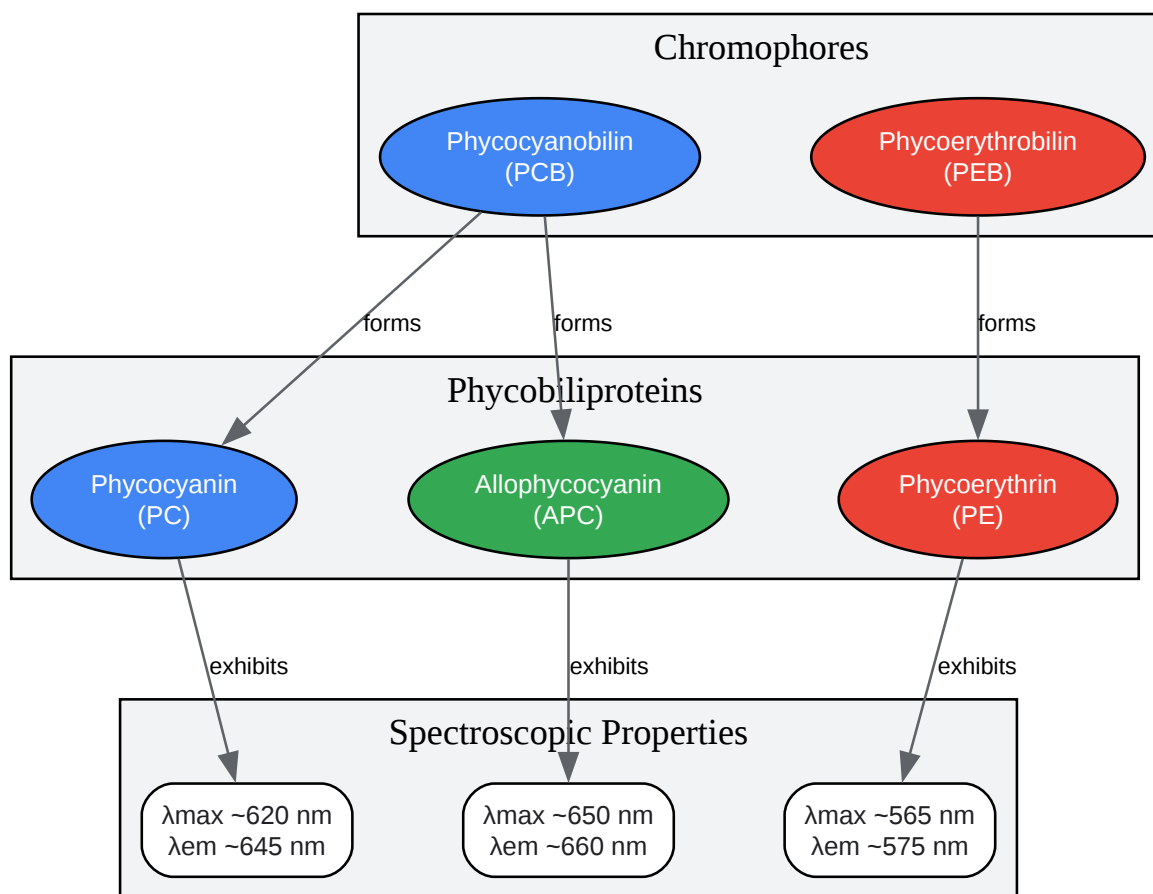 Chromophores
Phycocyanobilin
(PCB)
Phycoerythrobilin
(PEB)
forms
forms
forms
Phycobiliproteins
Phycocyanin
(PC)
Allophycocyanin
(APC)
Phycoerythrin
(PE)
exhibits
exhibits
exhibits
Spectroscopic Properties
λmax ~620 nm
λem ~645 nm
λmax ~650 nm
λem ~660 nm
λmax ~565 nm
λem ~575 nm